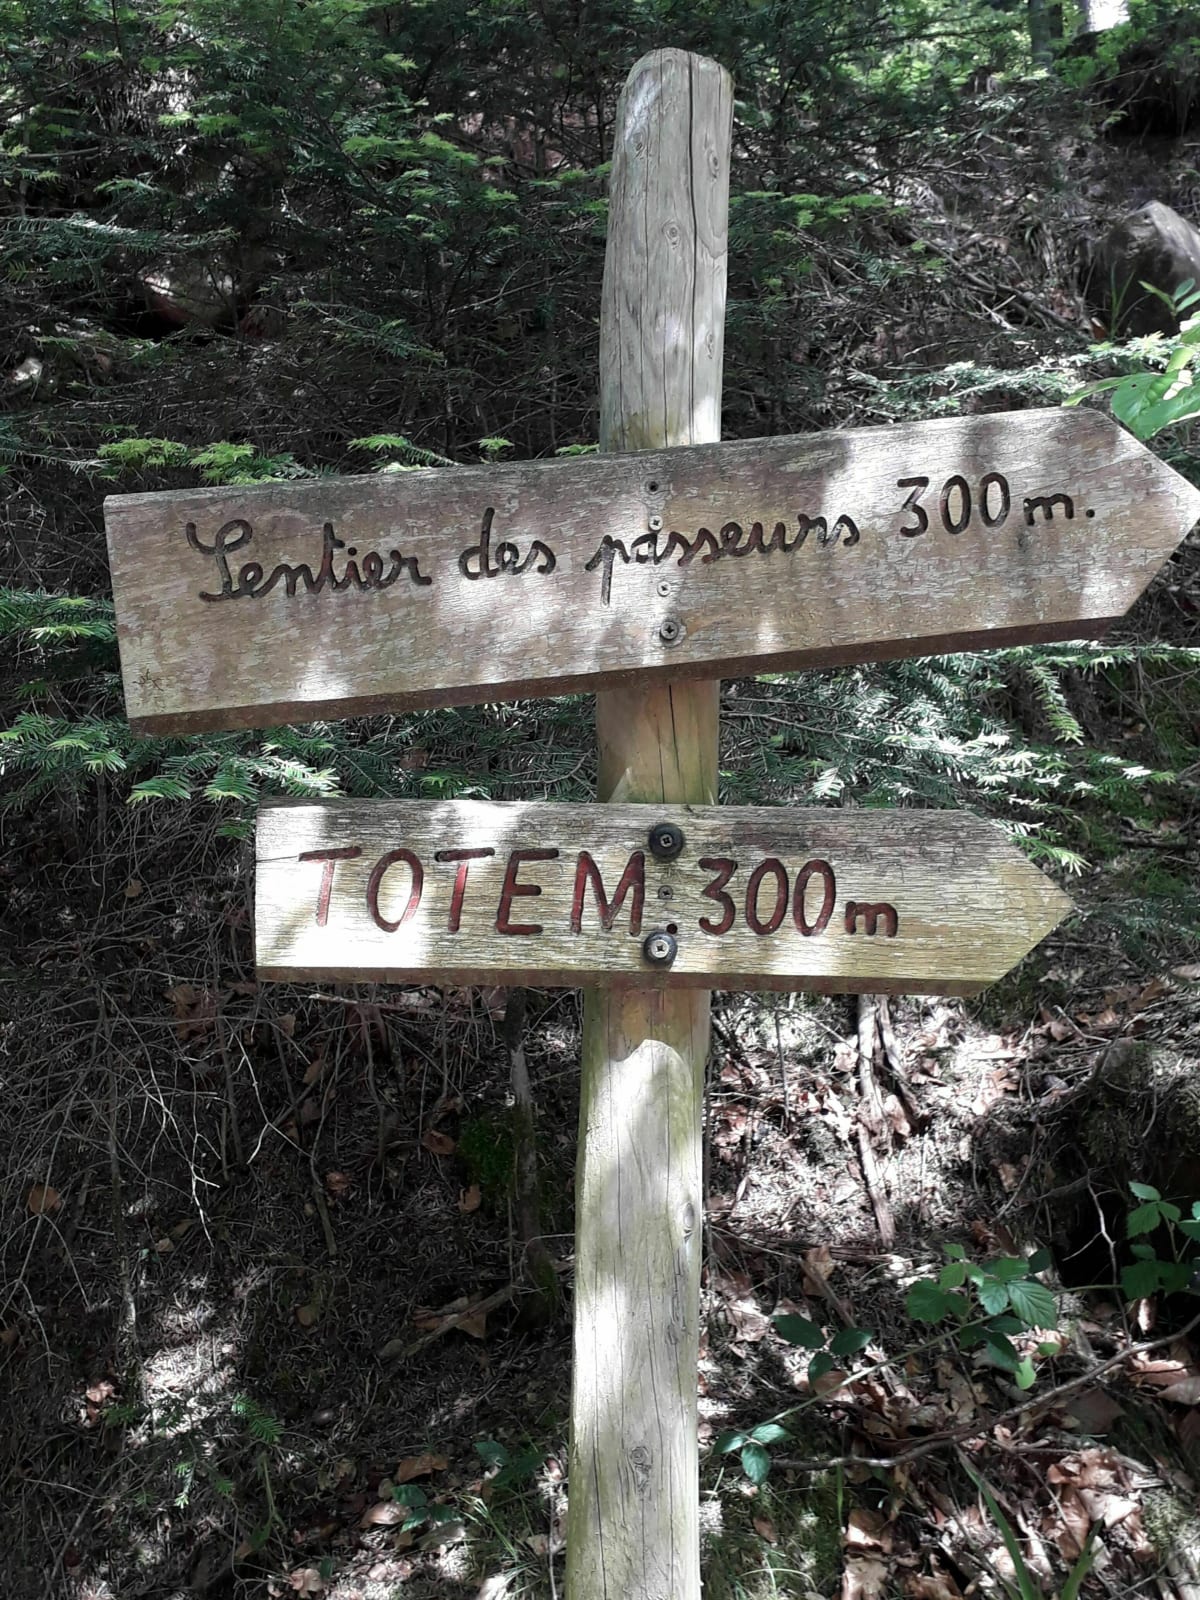 Sentier des passeurs 300m.
TOTEM. 300m